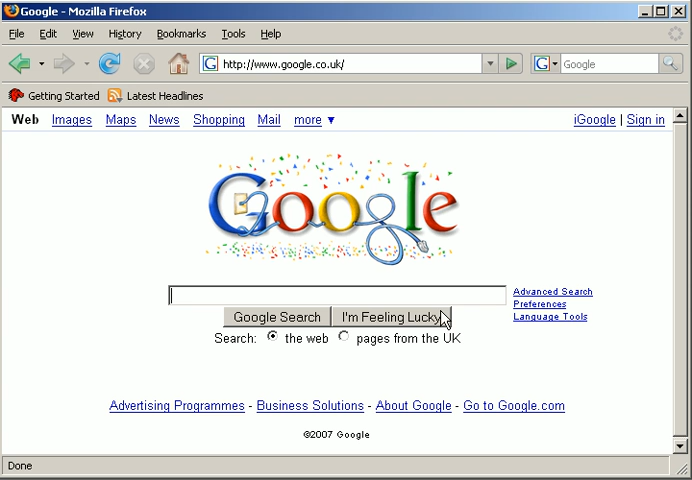 Google - Mozilla Firefox
File Edit View History Bookmarks Tools Help
G http://www.google.co.uk/ G Google
Getting Started Latest Headlines
Web Images Maps News Shopping Mail more ▼ iGoogle | Sign in
Google
Advanced Search
Preferences
Google Search I'm Feeling Lucky Language Tools
Search: the web pages from the UK
Advertising Programmes - Business Solutions - About Google - Go to Google.com
©2007 Google
Done